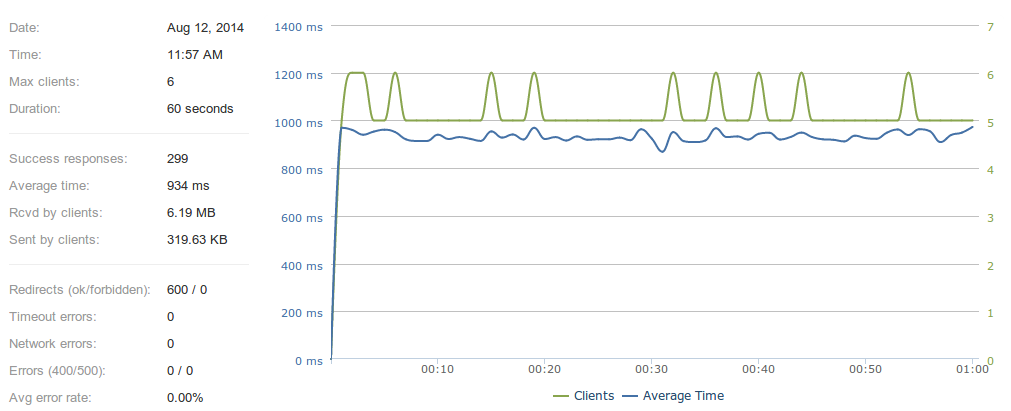 Date: Aug 12, 2014
Time: 11:57 AM
Max clients: 6
Duration: 60 seconds
Success responses: 299
Average time: 934 ms
Rcvd by clients: 6.19 MB
Sent by clients: 319.63 KB
Redirects (ok/forbidden): 600 / 0
Timeout errors: 0
Network errors: 0
Errors (400/500): 0 / 0
Avg error rate: 0.00%
1400 ms 7
1200 ms 6
1000 ms 5
800 ms 4
600 ms 3
400 ms 2
200 ms 1
0 ms 0
00:10 00:20 00:30 00:40 00:50 01:00
Clients Average Time